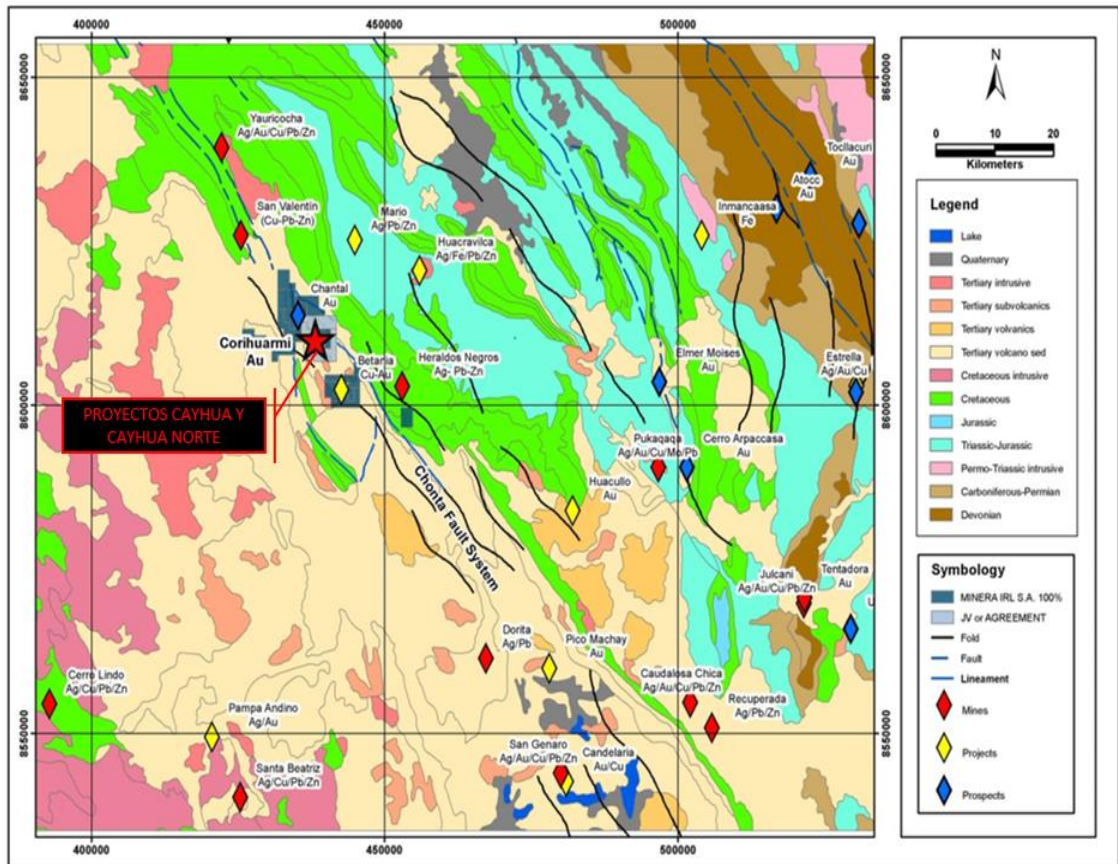 400000
450000
500000
8650000
8650000
Yauricocha
Ag/Au/Cu/Pb/Zn
Tocllacuri
Au
Atocc
Au
San Valentín
(Cu-Pb-Zn)
Mario
Ag/Pb/Zn
Inmancaasa
Fe
Huacravilca
Ag/Fe/Pb/Zn
Chantal
Au
Corihuarmi
Au
Betania
Cu-Au
Heraldos Negros
Ag- Pb-Zn
Elmer Moises
Au
Estrella
Ag/Au/Cu
8600000
8600000
PROYECTOS CAYHUA Y
CAYHUA NORTE
Pukaqaqa
Ag/Au/Cu/Mo/Pb
Cerro Arpaccasa
Au
Huacullo
Au
Chonta Fault System
Julcani
Ag/Au/Cu/Pb/Zn
Tentadora
Au
U
Dorita
Ag/Pb
Pico Machay
Au
Cerro Lindo
Ag/Cu/Pb/Zn
Caudalosa Chica
Ag/Au/Cu/Pb/Zn
Recuperada
Ag/Pb/Zn
Pampa Andino
Ag/Au
8550000
8550000
San Genaro
Ag/Au/Cu/Pb/Zn
Candelaria
Au/Cu
Santa Beatriz
Ag/Cu/Pb/Zn
400000
450000
500000
N
0
10
20
Kilometers
Legend
Lake
Quaternary
Tertiary intrusive
Tertiary subvolcanics
Tertiary volcanics
Tertiary volcano sed
Cretaceous intrusive
Cretaceous
Jurassic
Triassic-Jurassic
Permo-Triassic intrusive
Carboniferous-Permian
Devonian
Symbology
MINERA IRL S.A. 100%
JV or AGREEMENT
Fold
Fault
Lineament
Mines
Projects
Prospects